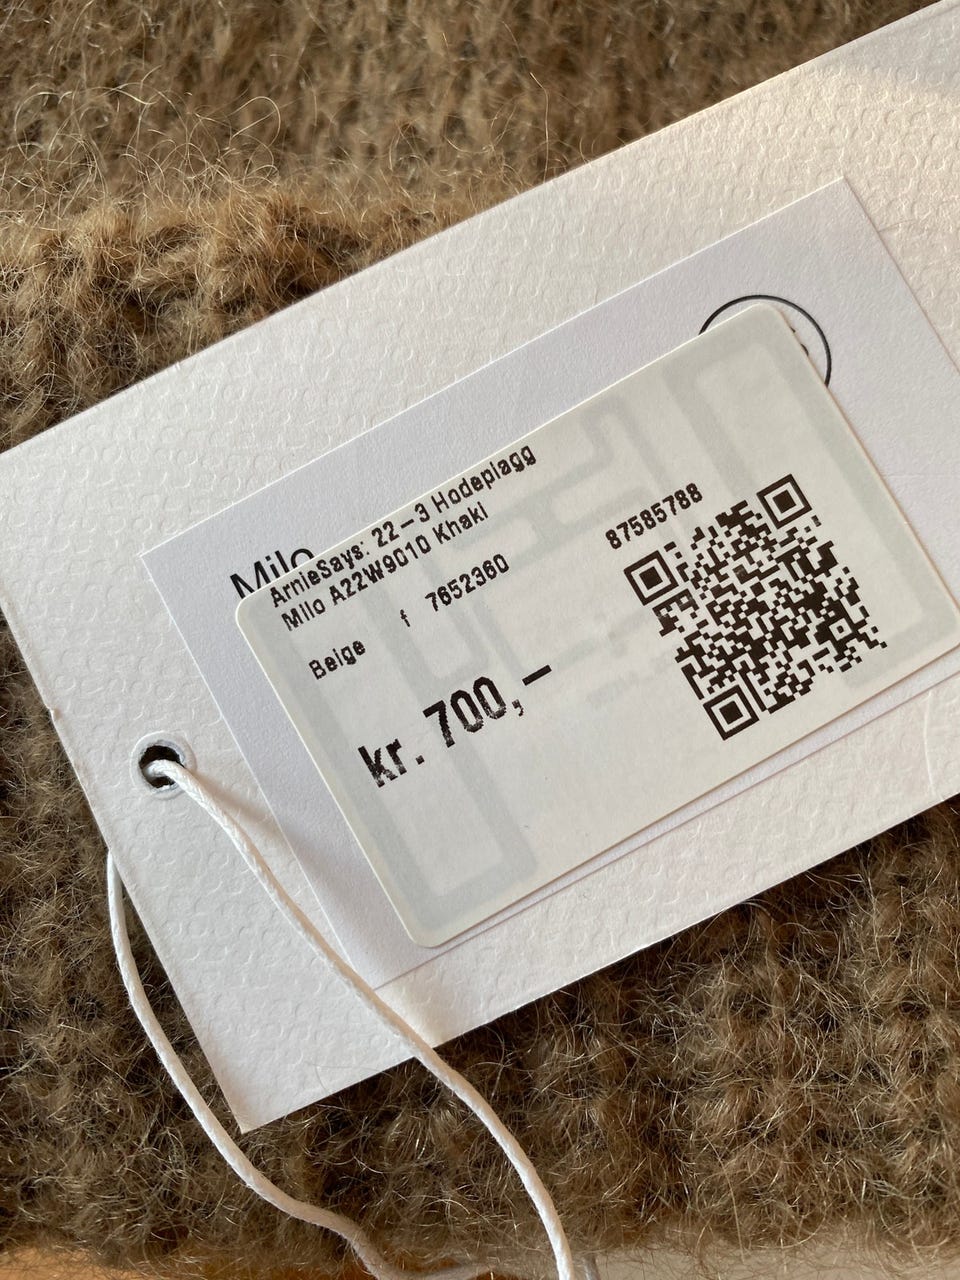 Milo
ArnieSays: 22-3 Hodeplagg
Milo A22W9010 Khaki
Beige f 7652360
87585788
kr. 700,-